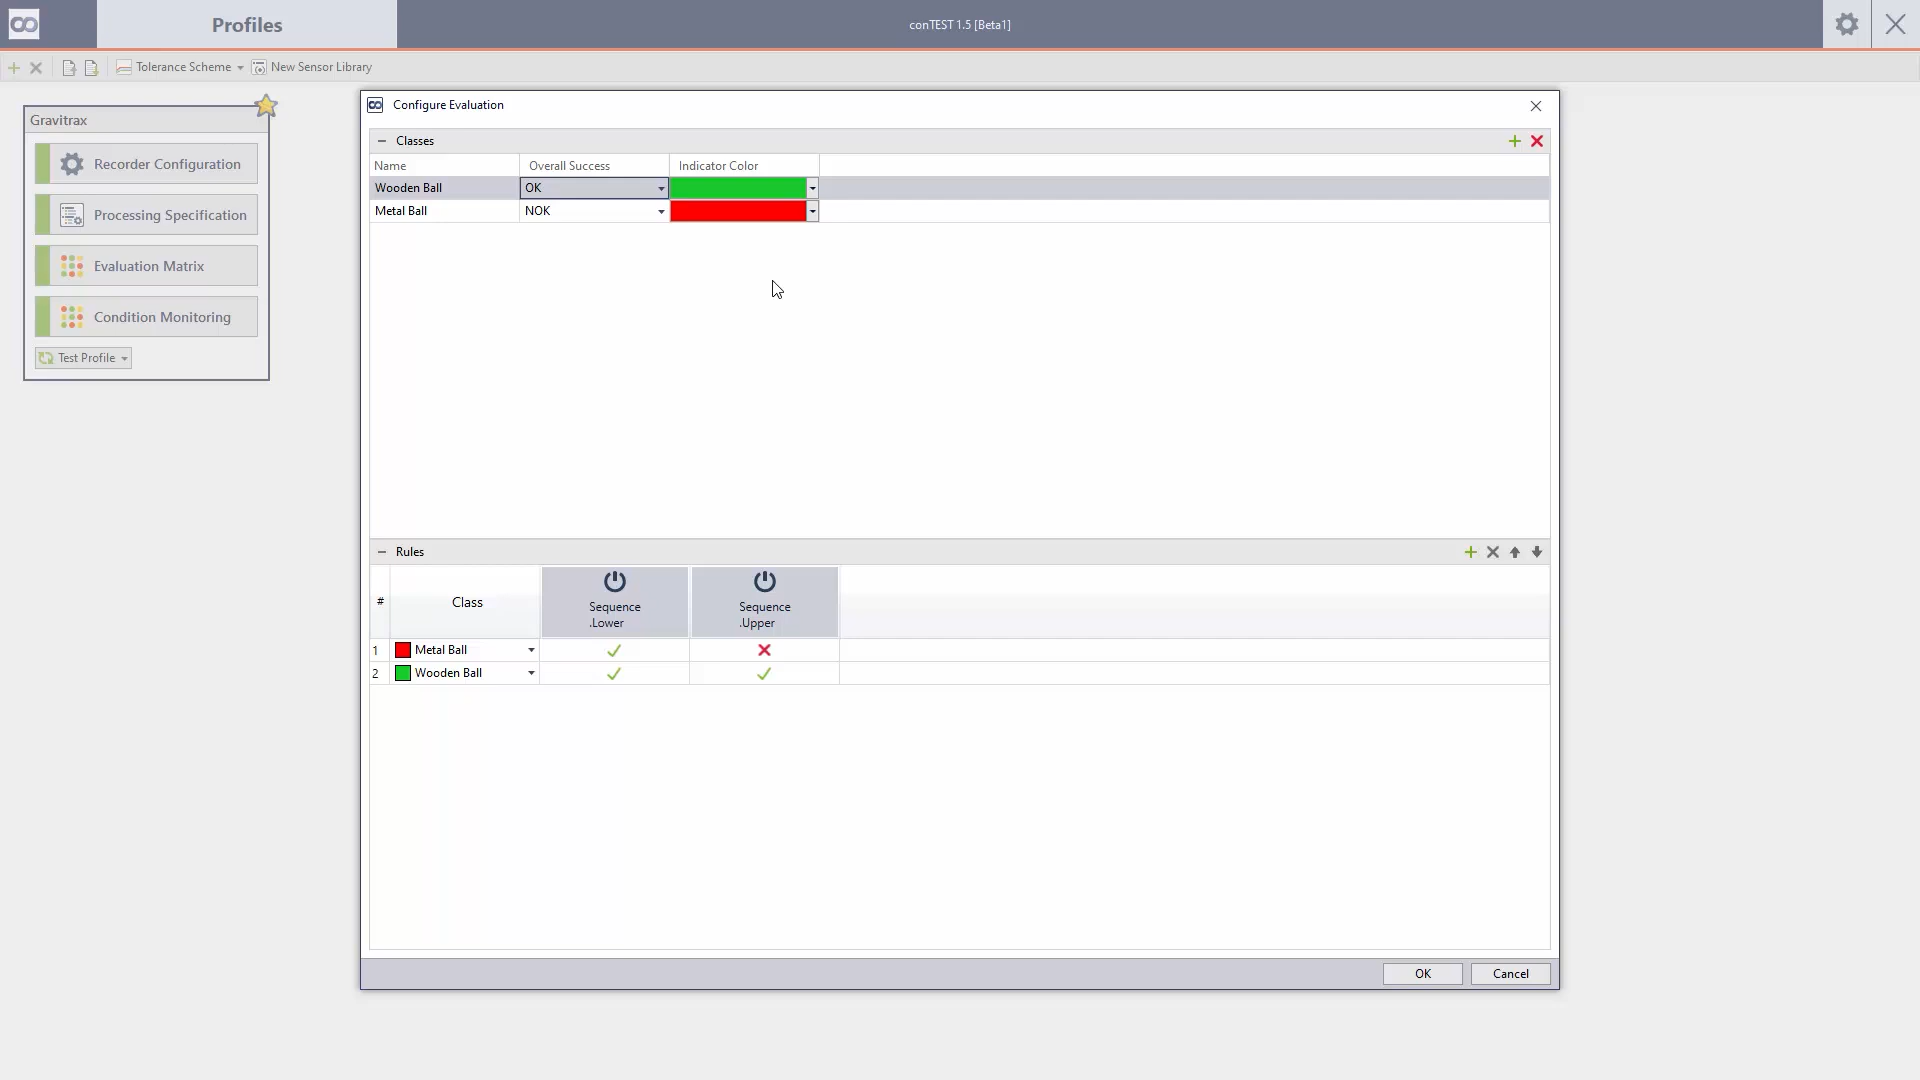 Profiles
conTEST 1.5 [Beta1]
Tolerance Scheme
New Sensor Library
Gravitrax
Recorder Configuration
Processing Specification
Evaluation Matrix
Condition Monitoring
Test Profile
Configure Evaluation
Classes
Name Overall Success Indicator Color
Wooden Ball OK
Metal Ball NOK
Rules
# Class Sequence Sequence
.Lower .Upper
1 Metal Ball
2 Wooden Ball
OK Cancel